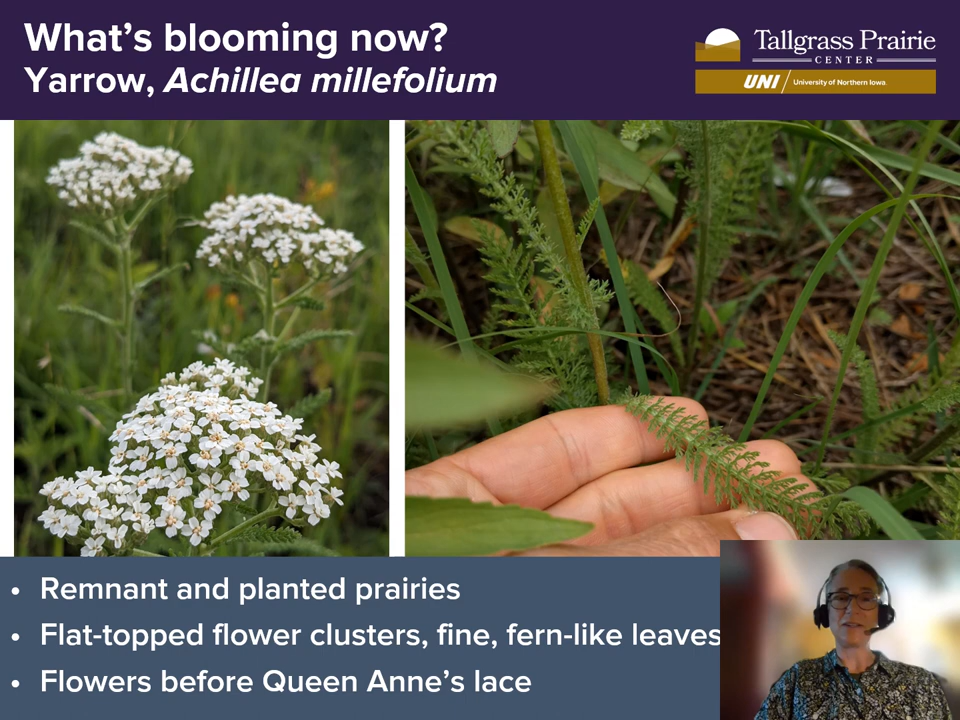 What's blooming now?
Yarrow, Achillea millefolium
Tallgrass Prairie
CENTER
UNI University of Northern Iowa
• Remnant and planted prairies
• Flat-topped flower clusters, fine, fern-like leaves
• Flowers before Queen Anne's lace